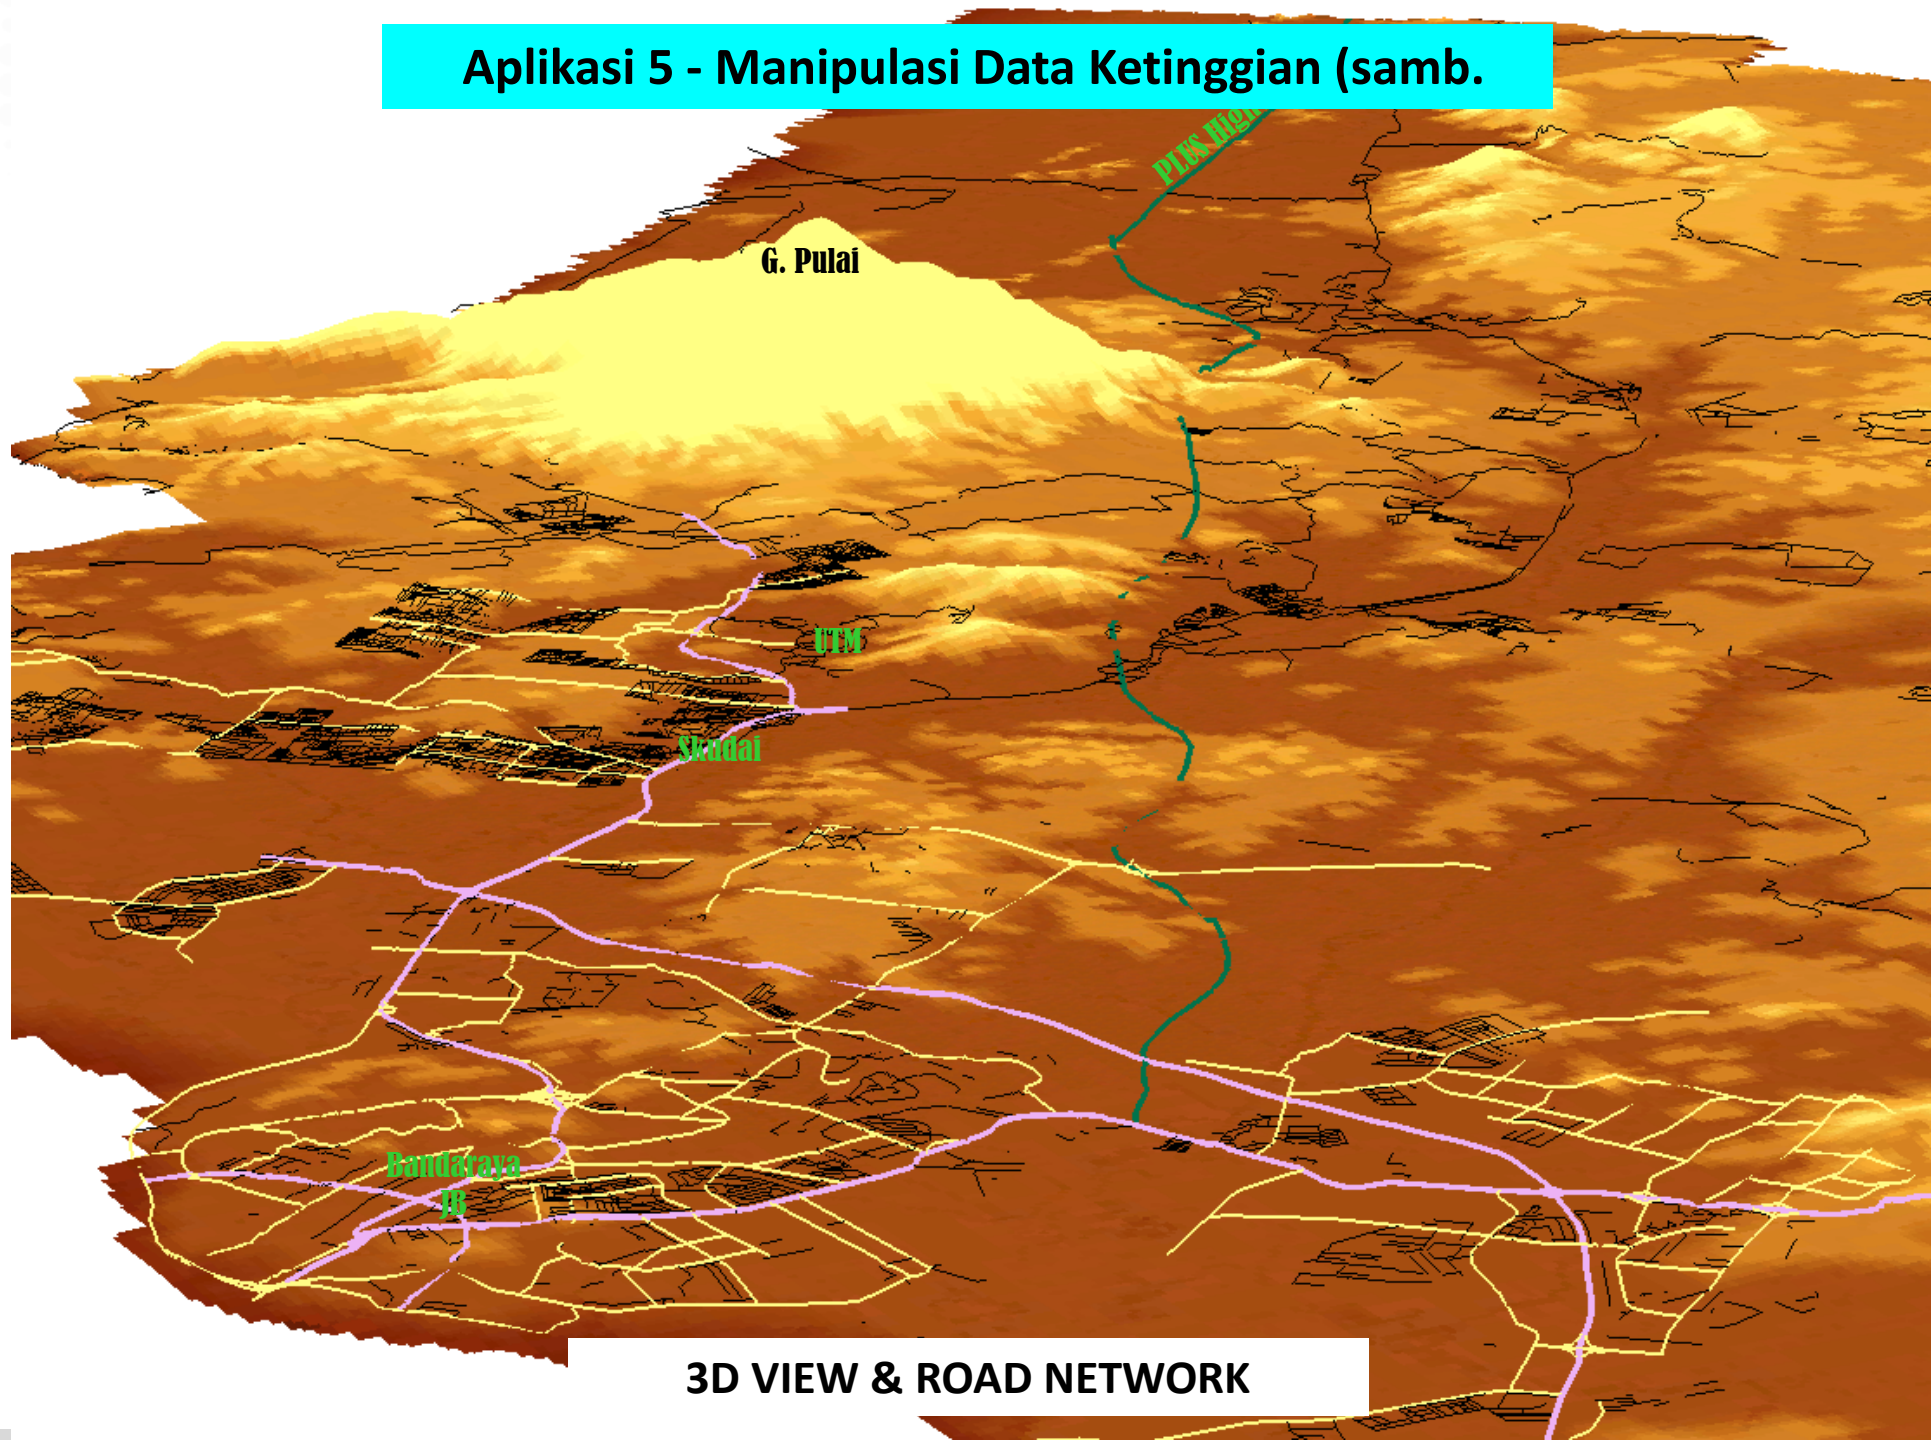 Aplikasi 5 - Manipulasi Data Ketinggian (samb.
PLUS High
G. Pulai
UTM
Skudai
Bandaraya
JB
3D VIEW & ROAD NETWORK